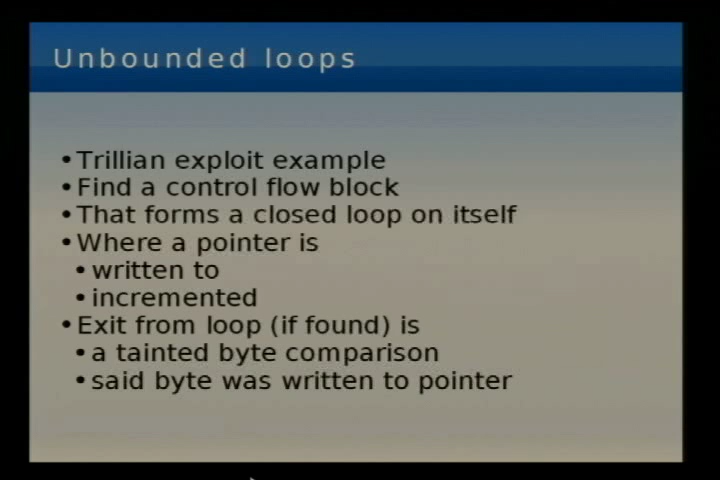 Unbounded loops
•Trillian exploit example
•Find a control flow block
•That forms a closed loop on itself
•Where a pointer is
•written to
•incremented
•Exit from loop (if found) is
•a tainted byte comparison
•said byte was written to pointer